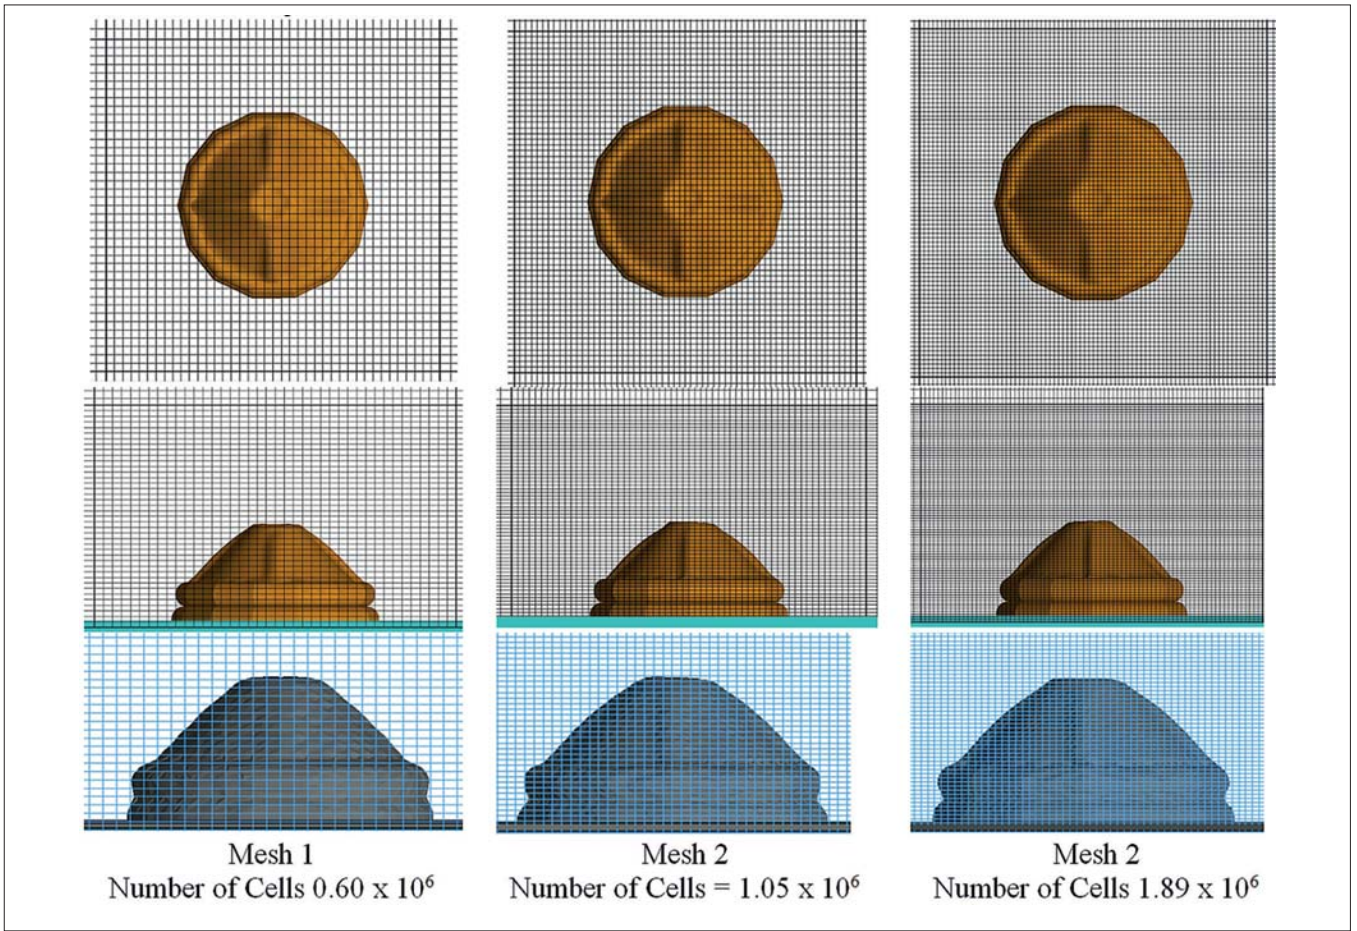 Mesh 1
Number of Cells 0.60 x 10⁶
Mesh 2
Number of Cells = 1.05 x 10⁶
Mesh 2
Number of Cells 1.89 x 10⁶